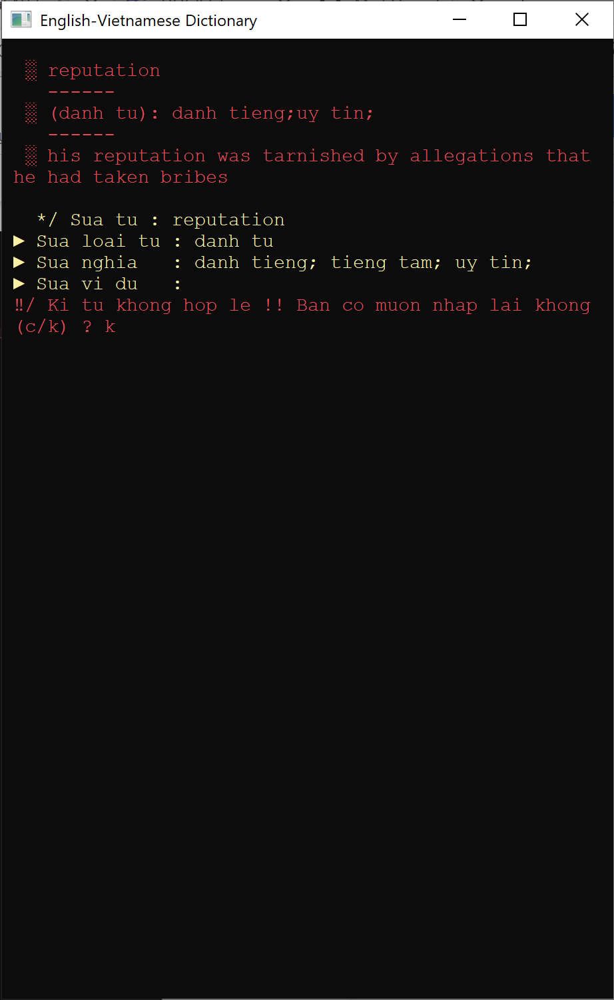 English-Vietnamese Dictionary
░ reputation
------
░ (danh tu): danh tieng;uy tin;
------
░ his reputation was tarnished by allegations that
he had taken bribes
*/ Sua tu : reputation
► Sua loai tu : danh tu
► Sua nghia   : danh tieng; tieng tam; uy tin;
► Sua vi du   :
‼/ Ki tu khong hop le !! Ban co muon nhap lai khong
(c/k) ? k